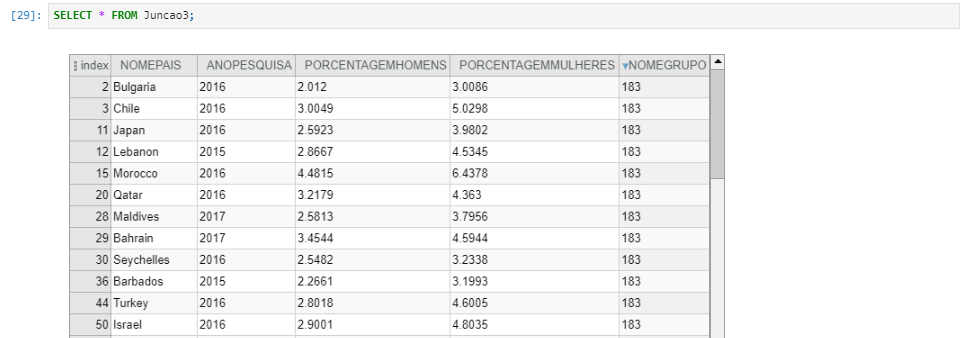 [29]: SELECT * FROM Juncao3;
index NOMEPAIS ANOPESQUISA PORCENTAGEMHOMENS PORCENTAGEMMULHERES NOMEGRUPO
2 Bulgaria 2016 2.012 3.0086 183
3 Chile 2016 3.0049 5.0298 183
11 Japan 2016 2.5923 3.9802 183
12 Lebanon 2015 2.8667 4.5345 183
15 Morocco 2016 4.4815 6.4378 183
20 Qatar 2016 3.2179 4.363 183
28 Maldives 2017 2.5813 3.7956 183
29 Bahrain 2017 3.4544 4.5944 183
30 Seychelles 2016 2.5482 3.2338 183
36 Barbados 2015 2.2661 3.1993 183
44 Turkey 2016 2.8018 4.6005 183
50 Israel 2016 2.9001 4.8035 183